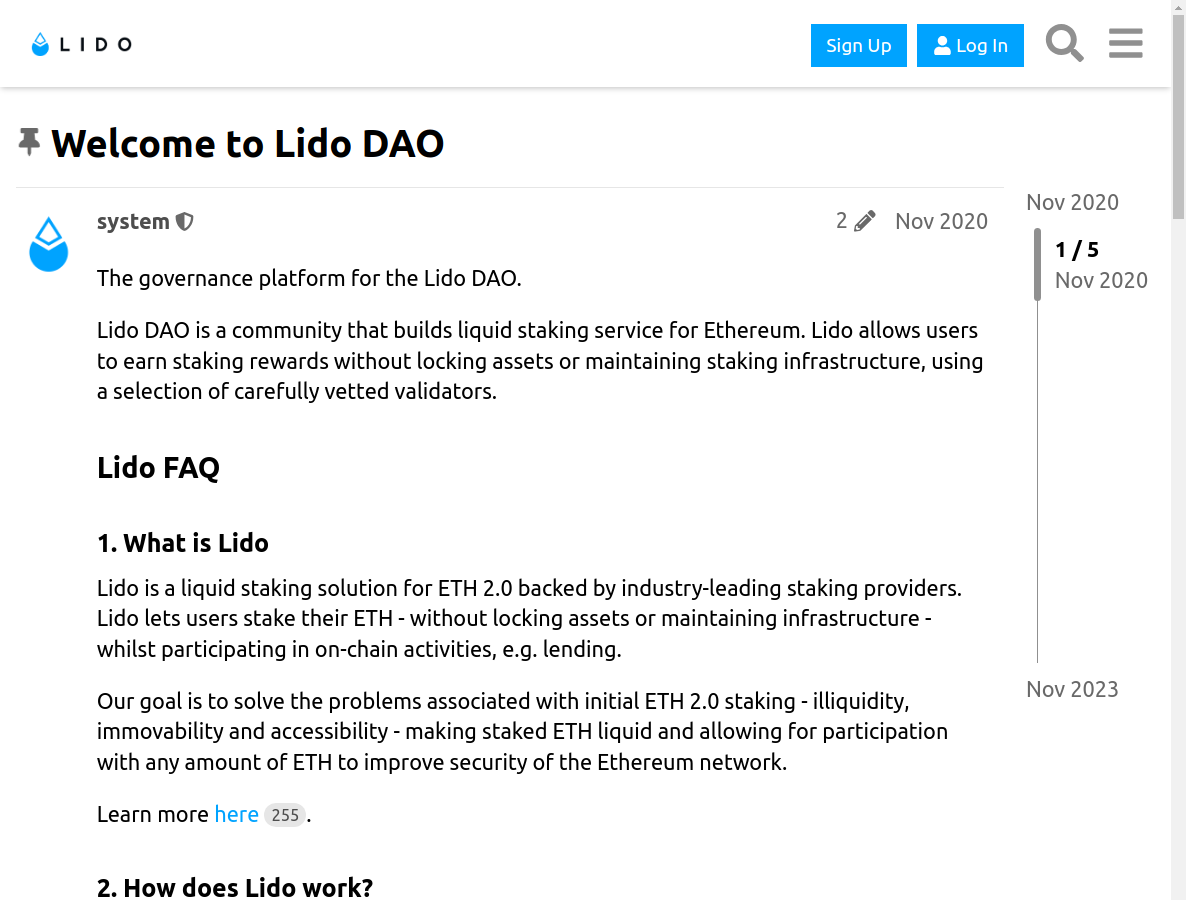 LIDO
Sign Up
Log In
Welcome to Lido DAO
system
2
Nov 2020
The governance platform for the Lido DAO.
Lido DAO is a community that builds liquid staking service for Ethereum. Lido allows users
to earn staking rewards without locking assets or maintaining staking infrastructure, using
a selection of carefully vetted validators.
Lido FAQ
1. What is Lido
Lido is a liquid staking solution for ETH 2.0 backed by industry-leading staking providers.
Lido lets users stake their ETH - without locking assets or maintaining infrastructure -
whilst participating in on-chain activities, e.g. lending.
Our goal is to solve the problems associated with initial ETH 2.0 staking - illiquidity,
immovability and accessibility - making staked ETH liquid and allowing for participation
with any amount of ETH to improve security of the Ethereum network.
Learn more here 255.
2. How does Lido work?
Nov 2020
1 / 5
Nov 2020
Nov 2023